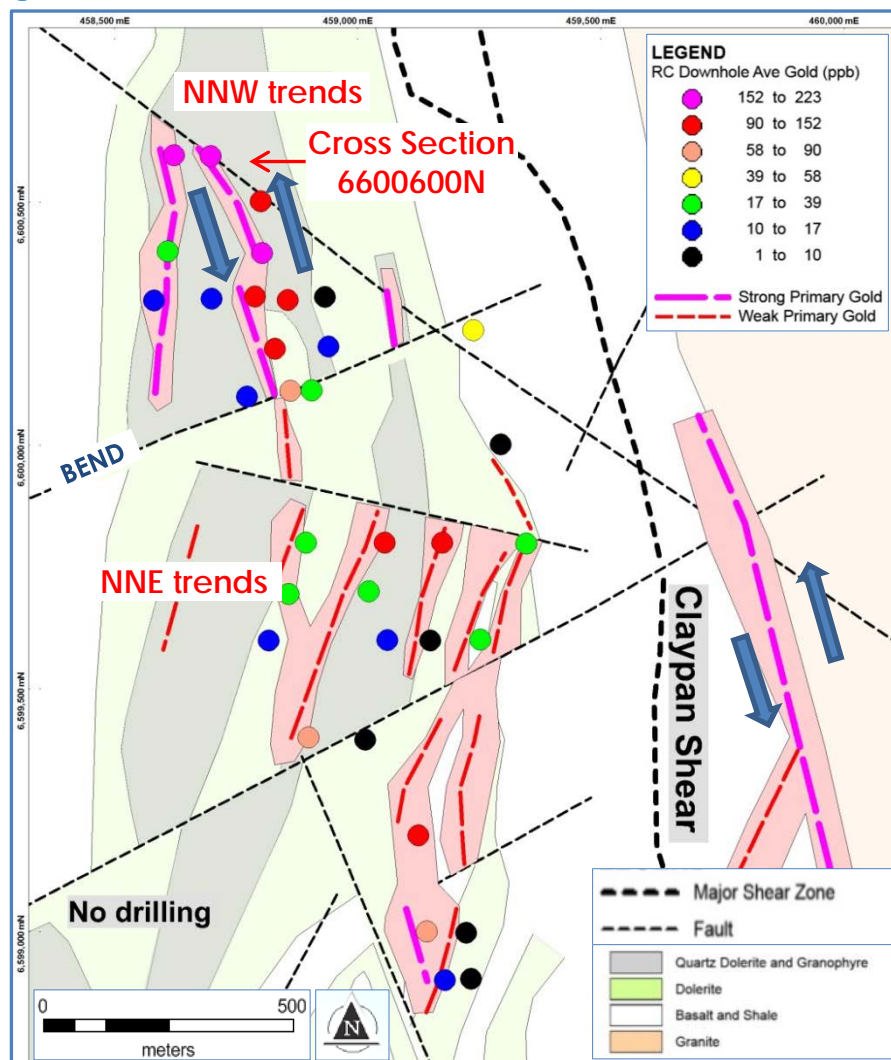 458,500 mE
459,000 mE
459,500 mE
460,000 mE
LEGEND
RC Downhole Ave Gold (ppb)
152 to 223
90 to 152
58 to 90
39 to 58
17 to 39
10 to 17
1 to 10
Strong Primary Gold
Weak Primary Gold
NNW trends
Cross Section
6600600N
6,600,500 mN
6,600,000 mN
BEND
NNE trends
6,599,500 mN
Claypan Shear
No drilling
6,599,000 mN
0 500
meters
N
Major Shear Zone
Fault
Quartz Dolerite and Granophyre
Dolerite
Basalt and Shale
Granite